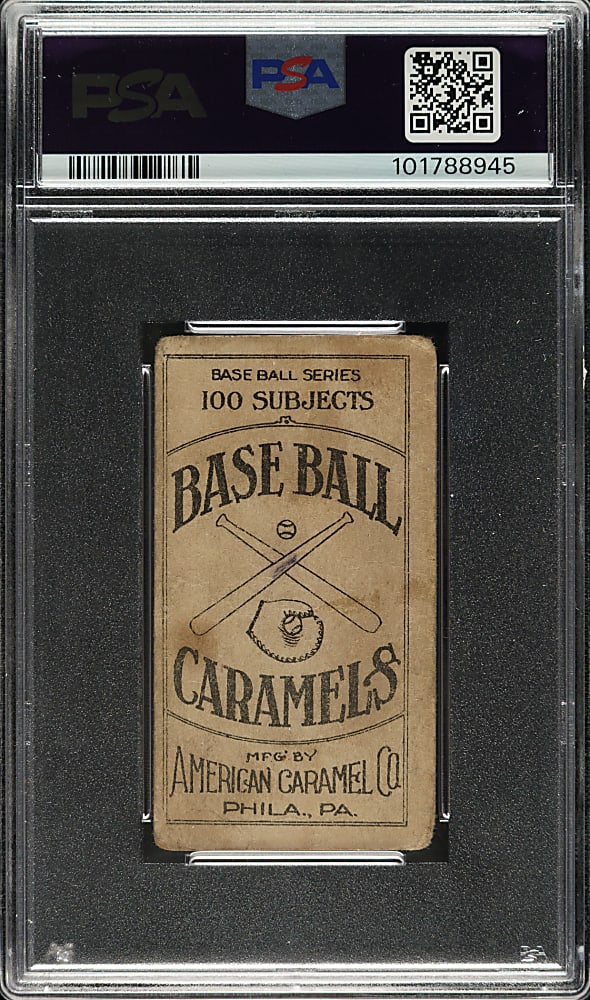 PSA
PSA
101788945
BASE BALL SERIES
100 SUBJECTS
BASE BALL
CARAMELS
MFG BY
AMERICAN CARAMEL CO
PHILA., PA.